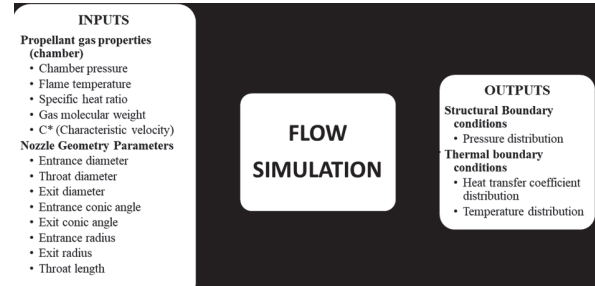 INPUTS
Propellant gas properties
(chamber)
• Chamber pressure
• Flame temperature
• Specific heat ratio
• Gas molecular weight
• C* (Characteristic velocity)
Nozzle Geometry Parameters
• Entrance diameter
• Throat diameter
• Exit diameter
• Entrance conic angle
• Exit conic angle
• Entrance radius
• Exit radius
• Throat length
FLOW
SIMULATION
OUTPUTS
Structural Boundary
conditions
• Pressure distribution
Thermal boundary
conditions
• Heat transfer coefficient
distribution
• Temperature distribution